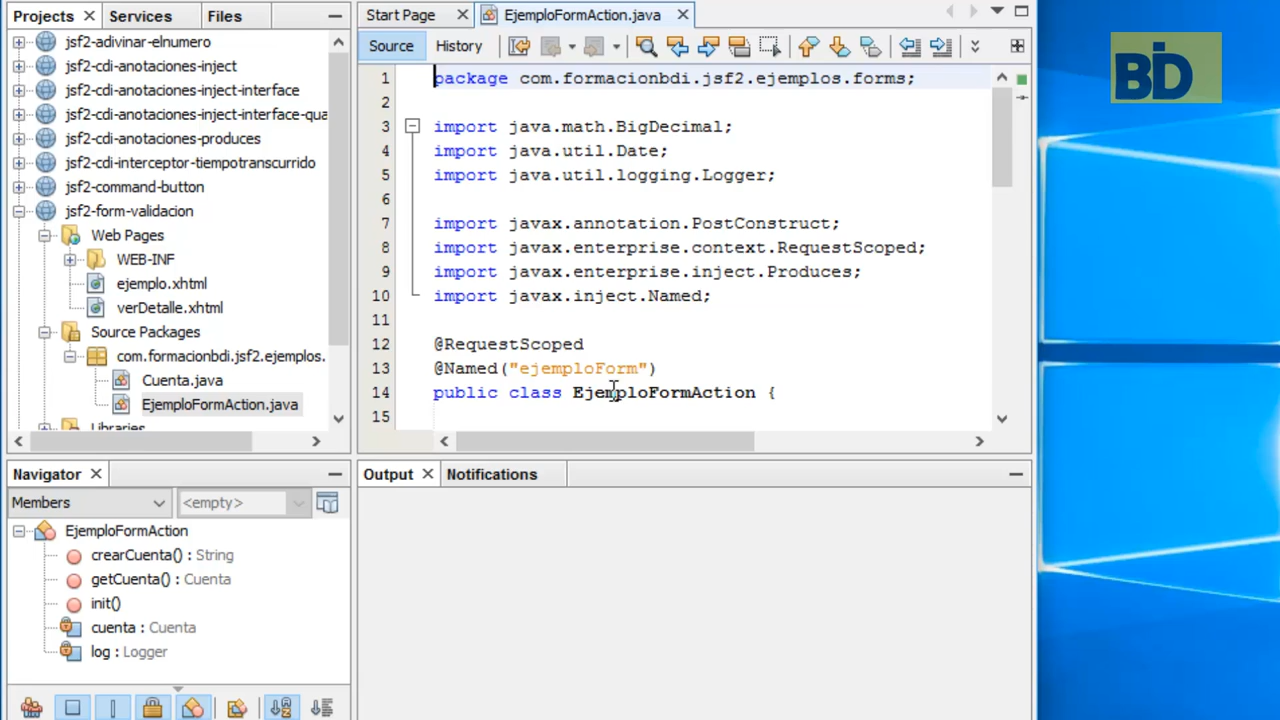 Projects
Services
Files
jsf2-adivinar-elnumero
jsf2-cdi-anotaciones-inject
jsf2-cdi-anotaciones-inject-interface
jsf2-cdi-anotaciones-inject-interface-qua
jsf2-cdi-anotaciones-produces
jsf2-cdi-interceptor-tiempotranscurrido
jsf2-command-button
jsf2-form-validacion
Web Pages
WEB-INF
ejemplo.xhtml
verDetalle.xhtml
Source Packages
com.formacionbdi.jsf2.ejemplos.
Cuenta.java
EjemploFormAction.java
Libraries
Start Page
EjemploFormAction.java
Source
History
1 package com.formacionbdi.jsf2.ejemplos.forms;
2
3 import java.math.BigDecimal;
4 import java.util.Date;
5 import java.util.logging.Logger;
6
7 import javax.annotation.PostConstruct;
8 import javax.enterprise.context.RequestScoped;
9 import javax.enterprise.inject.Produces;
10 import javax.inject.Named;
11
12 @RequestScoped
13 @Named("ejemploForm")
14 public class EjemploFormAction {
15
BDI
Navigator
Members
<empty>
EjemploFormAction
crearCuenta() : String
getCuenta() : Cuenta
init()
cuenta : Cuenta
log : Logger
Output
Notifications